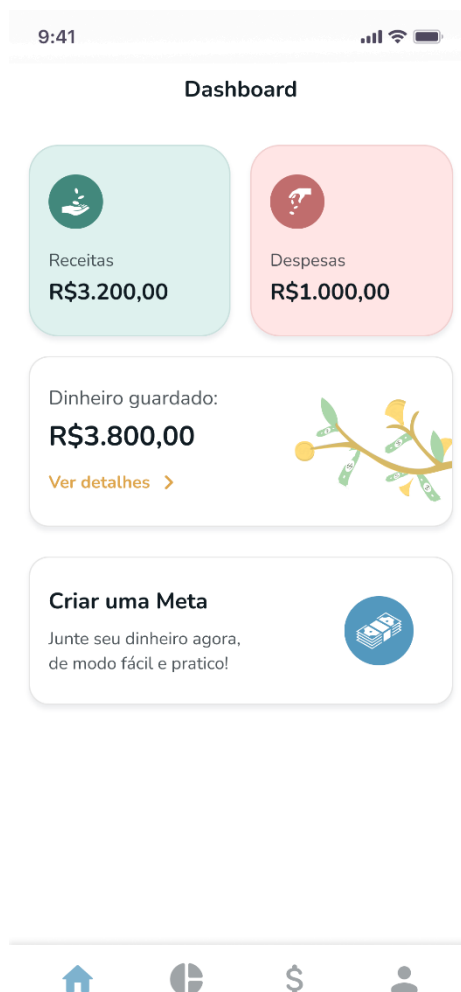 9:41
Dashboard
Receitas
R$3.200,00
Despesas
R$1.000,00
Dinheiro guardado:
R$3.800,00
Ver detalhes
Criar uma Meta
Junte seu dinheiro agora,
de modo fácil e pratico!